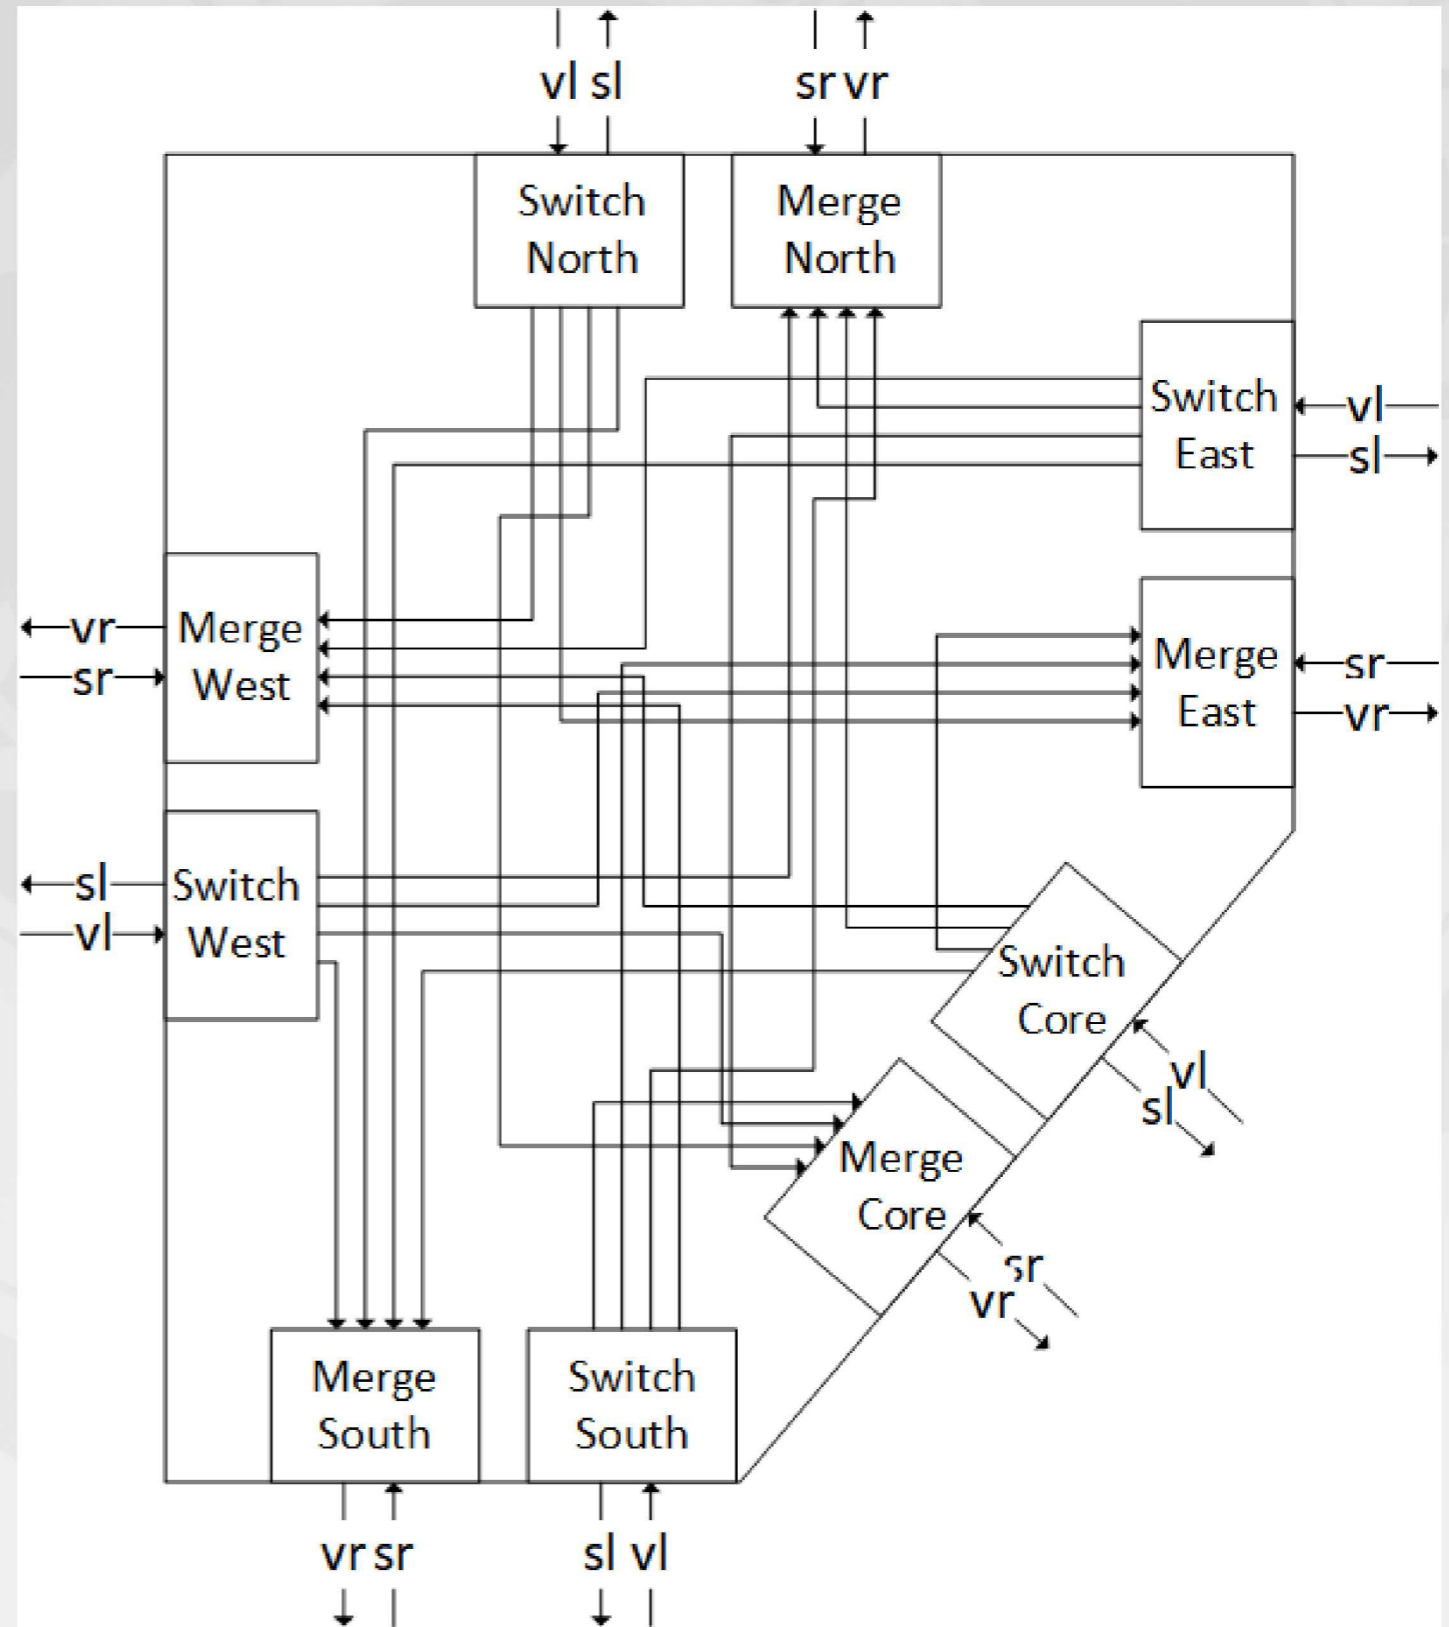 vl sl
sr vr
Switch
North
Merge
North
Switch
East
vl
sl
Merge
West
vr
sr
Merge
East
sr
vr
Switch
West
sl
vl
Switch
Core
vl
sl
Merge
Core
sr
vr
Merge
South
Switch
South
vr sr
sl vl